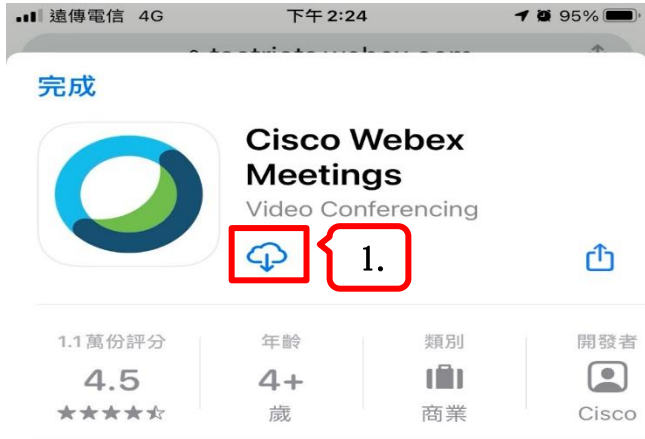 遠傳電信 4G 下午 2:24 95%
完成
Cisco Webex
Meetings
Video Conferencing
1.
1.1萬份評分 年齡 類別 開發者
4.5 4+
歲 商業 Cisco